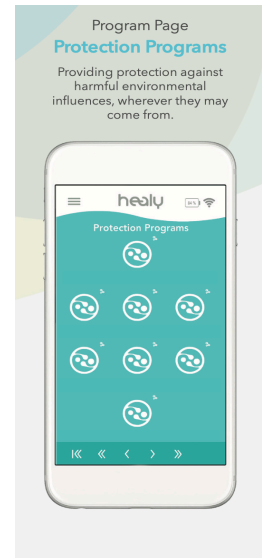 Program Page
Protection Programs
Providing protection against
harmful environmental
influences, wherever they may
come from.
healy
Protection Programs